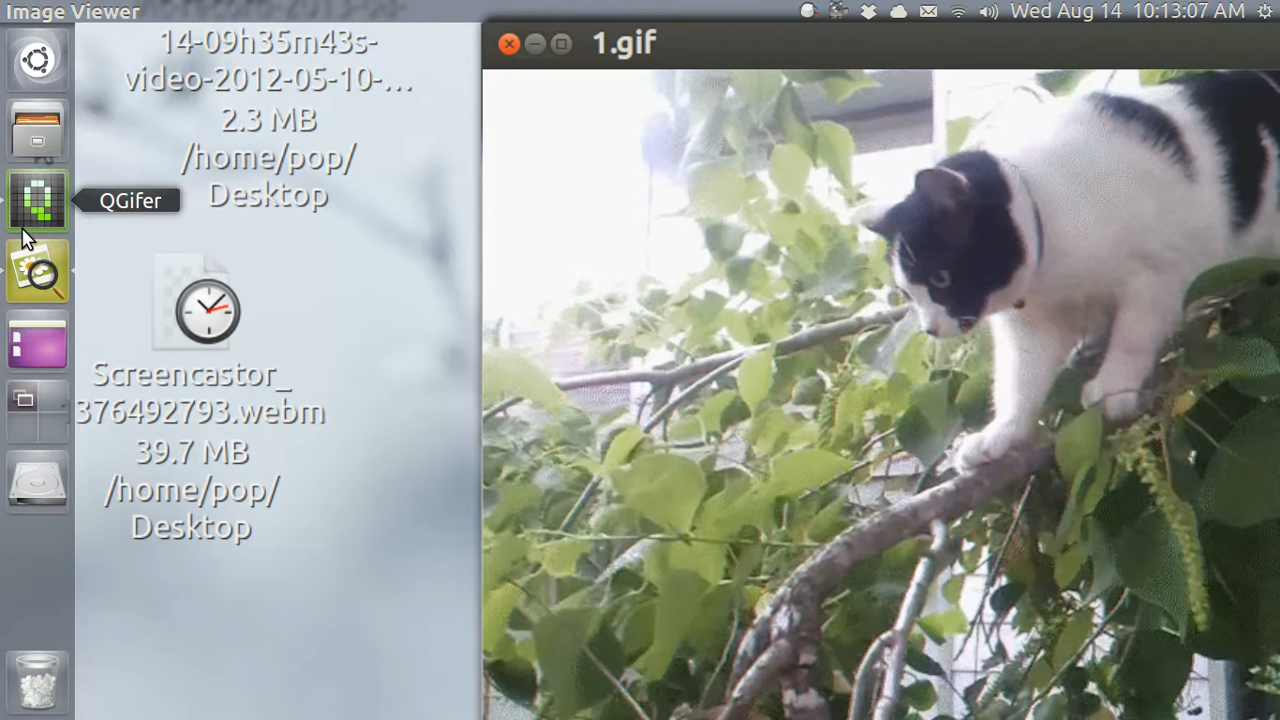 Image Viewer
Wed Aug 14 10:13:07 AM
14-09h35m43s-
video-2012-05-10-...
2.3 MB
/home/pop/
Desktop
QGifer
Screencastor_
376492793.webm
39.7 MB
/home/pop/
Desktop
1.gif